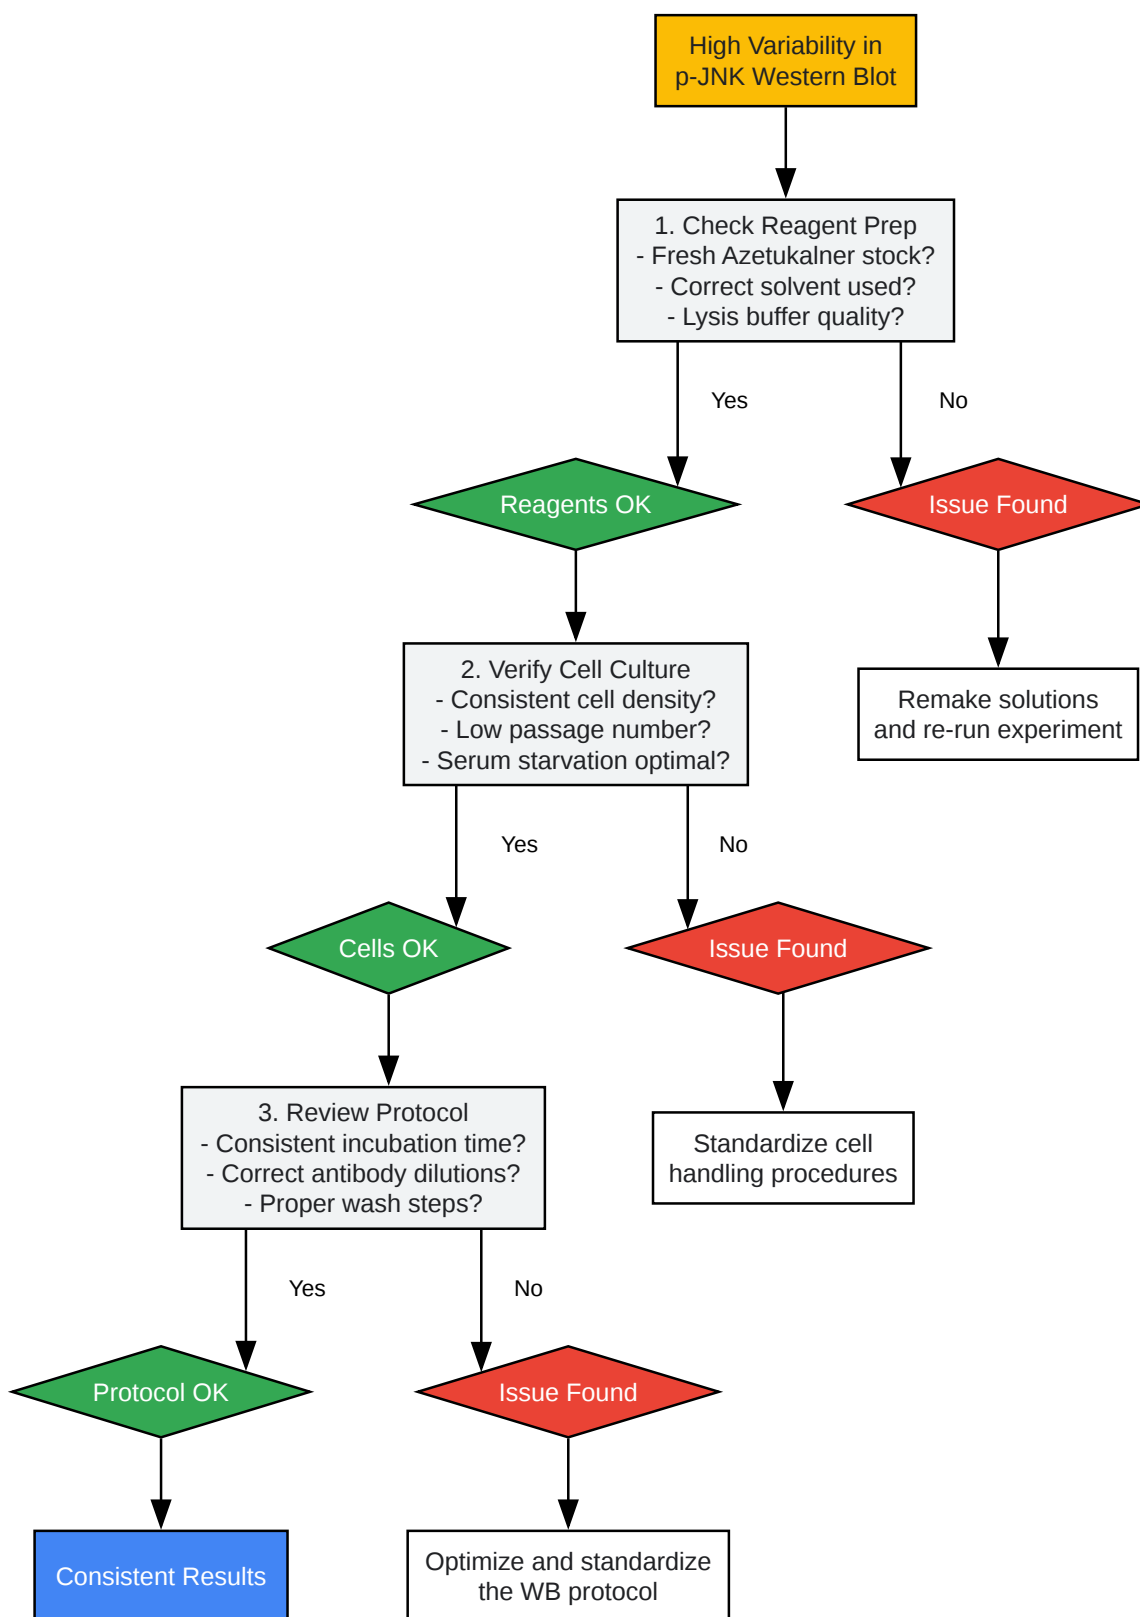 High Variability in
p-JNK Western Blot
1. Check Reagent Prep
- Fresh Azetukalner stock?
- Correct solvent used?
- Lysis buffer quality?
Yes
No
Reagents OK
Issue Found
2. Verify Cell Culture
- Consistent cell density?
- Low passage number?
- Serum starvation optimal?
Remake solutions
and re-run experiment
Yes
No
Cells OK
Issue Found
3. Review Protocol
- Consistent incubation time?
- Correct antibody dilutions?
- Proper wash steps?
Standardize cell
handling procedures
Yes
No
Protocol OK
Issue Found
Consistent Results
Optimize and standardize
the WB protocol